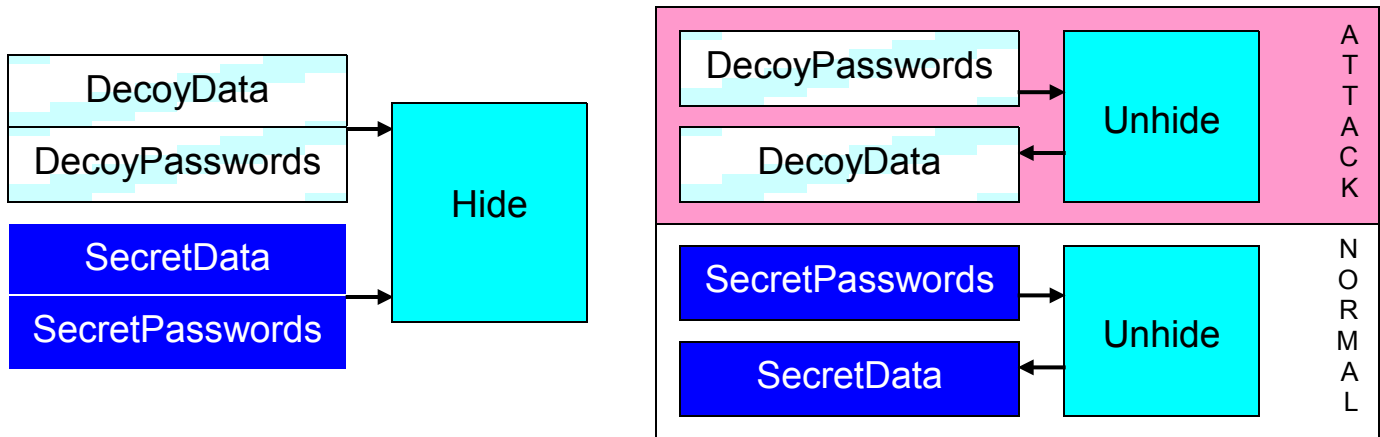 DecoyData
DecoyPasswords
SecretData
SecretPasswords
Hide
DecoyPasswords
DecoyData
Unhide
ATTACK
SecretPasswords
SecretData
Unhide
NORMAL